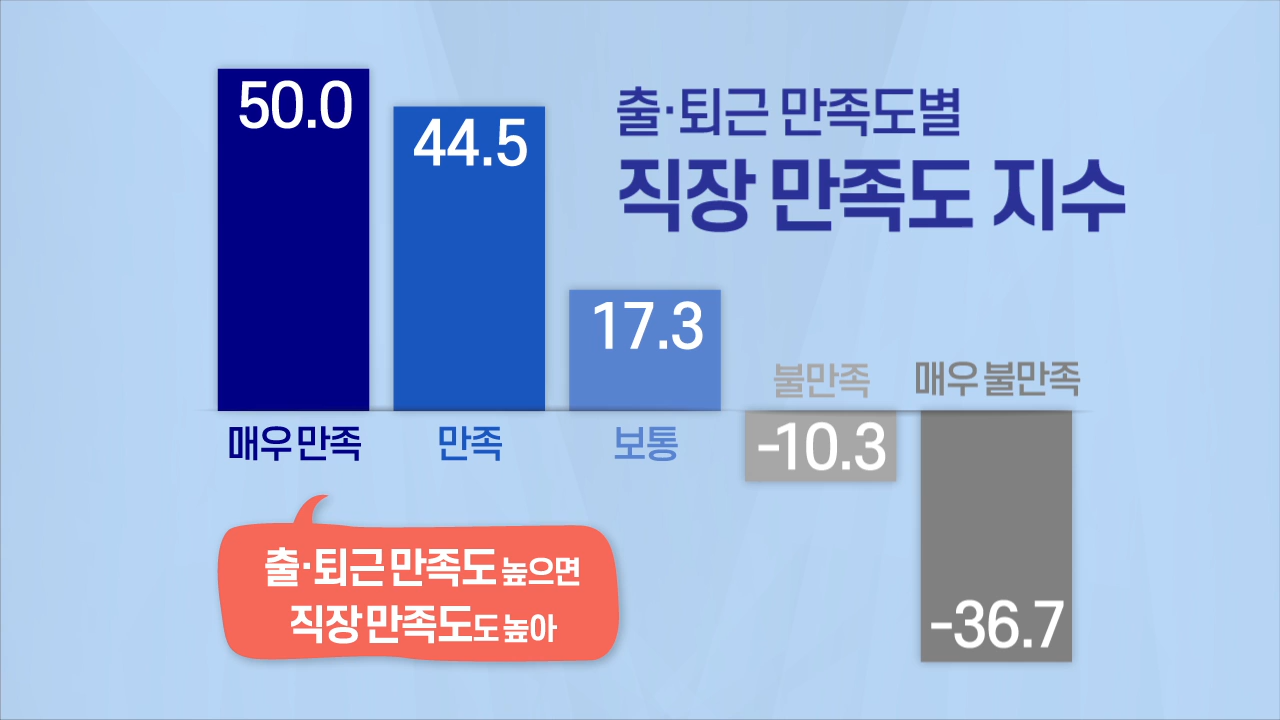 출·퇴근 만족도별
직장 만족도 지수
50.0
44.5
17.3
-10.3
-36.7
매우 만족
만족
보통
불만족
매우 불만족
출·퇴근 만족도 높으면
직장 만족도도 높아